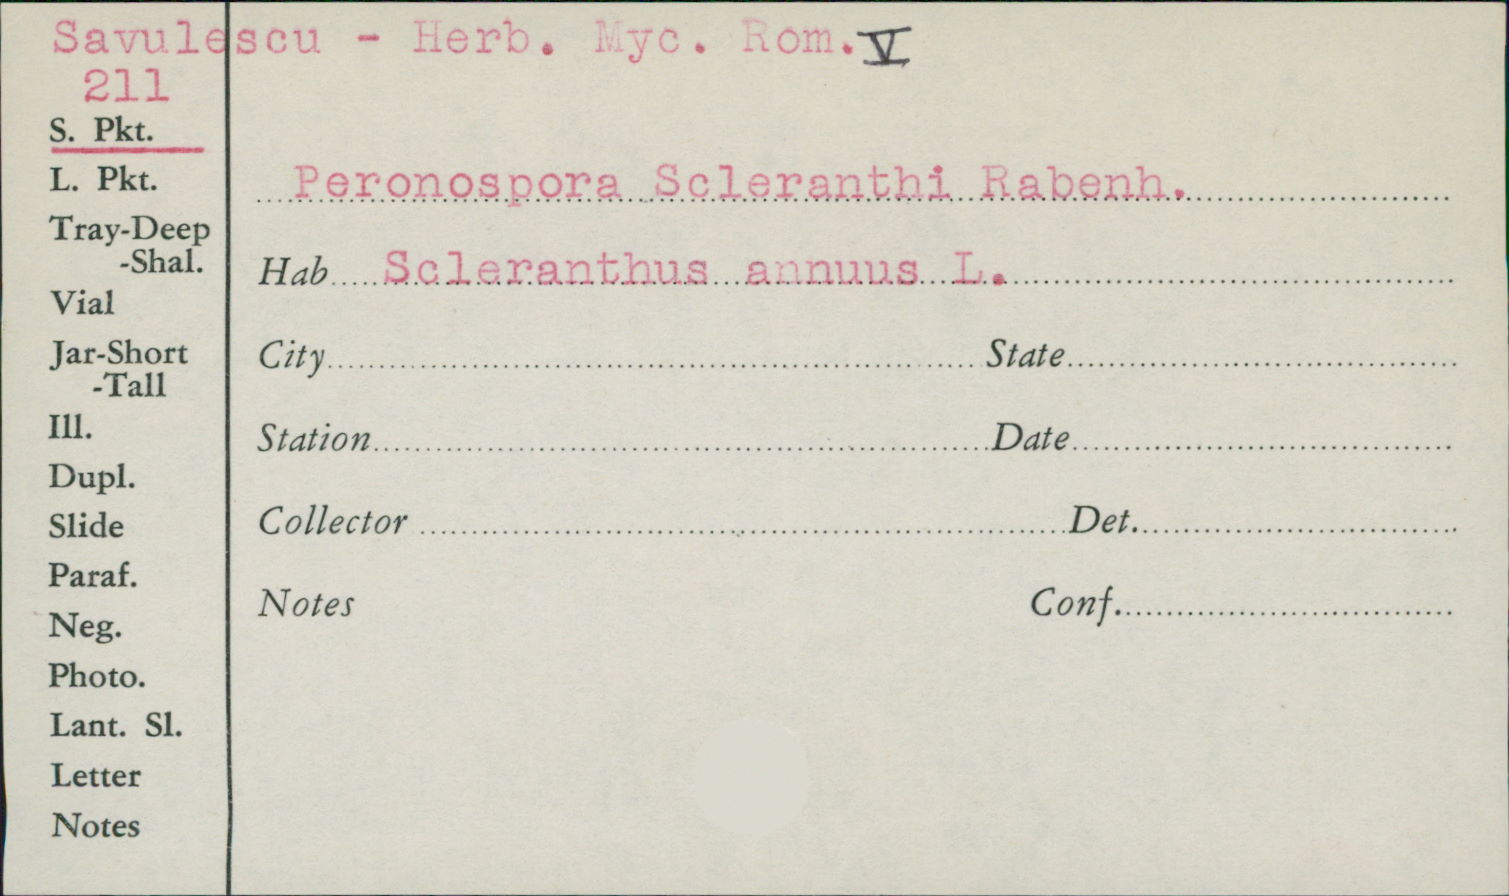 Savulescu - Herb. Myc. Rom. V
211
S. Pkt.
L. Pkt.
Tray-Deep
-Shal.
Vial
Jar-Short
-Tall
Ill.
Dupl.
Slide
Paraf.
Neg.
Photo.
Lant. Sl.
Letter
Notes
Peronospora Scleranthi Rabenh.
Hab Scleranthus annuus L.
City State
Station Date
Collector Det.
Notes Conf.